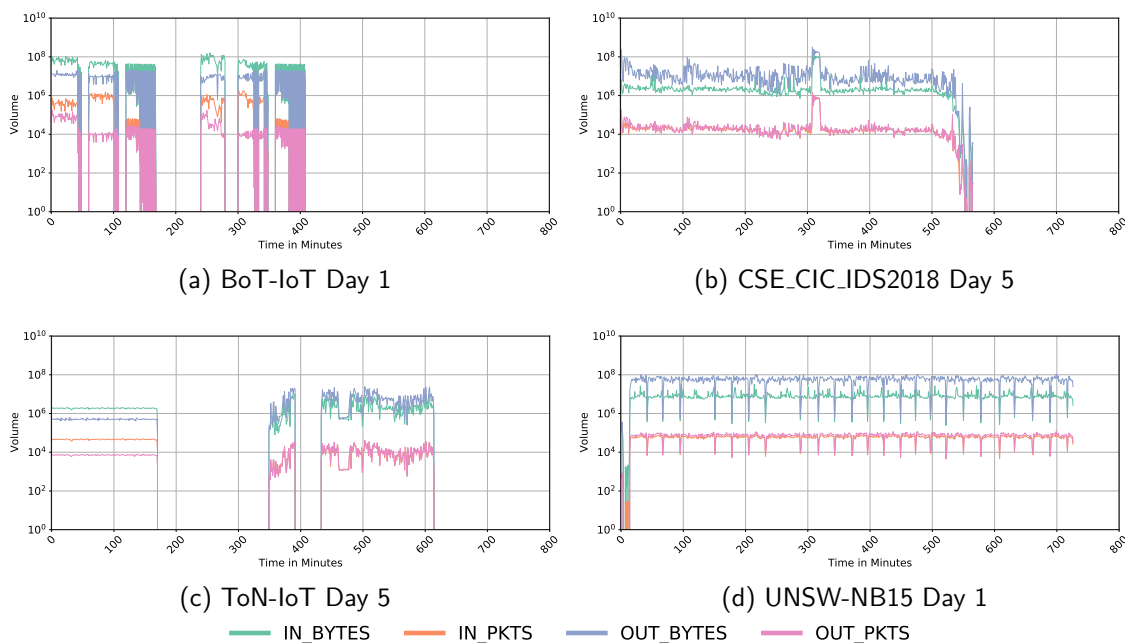 10^10
10^8
10^6
10^4
10^2
10^0
Volume
0 100 200 300 400 500 600 700 800
Time in Minutes
(a) BoT-IoT Day 1
10^10
10^8
10^6
10^4
10^2
10^0
Volume
0 100 200 300 400 500 600 700 800
Time in Minutes
(b) CSE_CIC_IDS2018 Day 5
10^10
10^8
10^6
10^4
10^2
10^0
Volume
0 100 200 300 400 500 600 700 800
Time in Minutes
(c) ToN-IoT Day 5
10^10
10^8
10^6
10^4
10^2
10^0
Volume
0 100 200 300 400 500 600 700 800
Time in Minutes
(d) UNSW-NB15 Day 1
IN_BYTES IN_PKTS OUT_BYTES OUT_PKTS